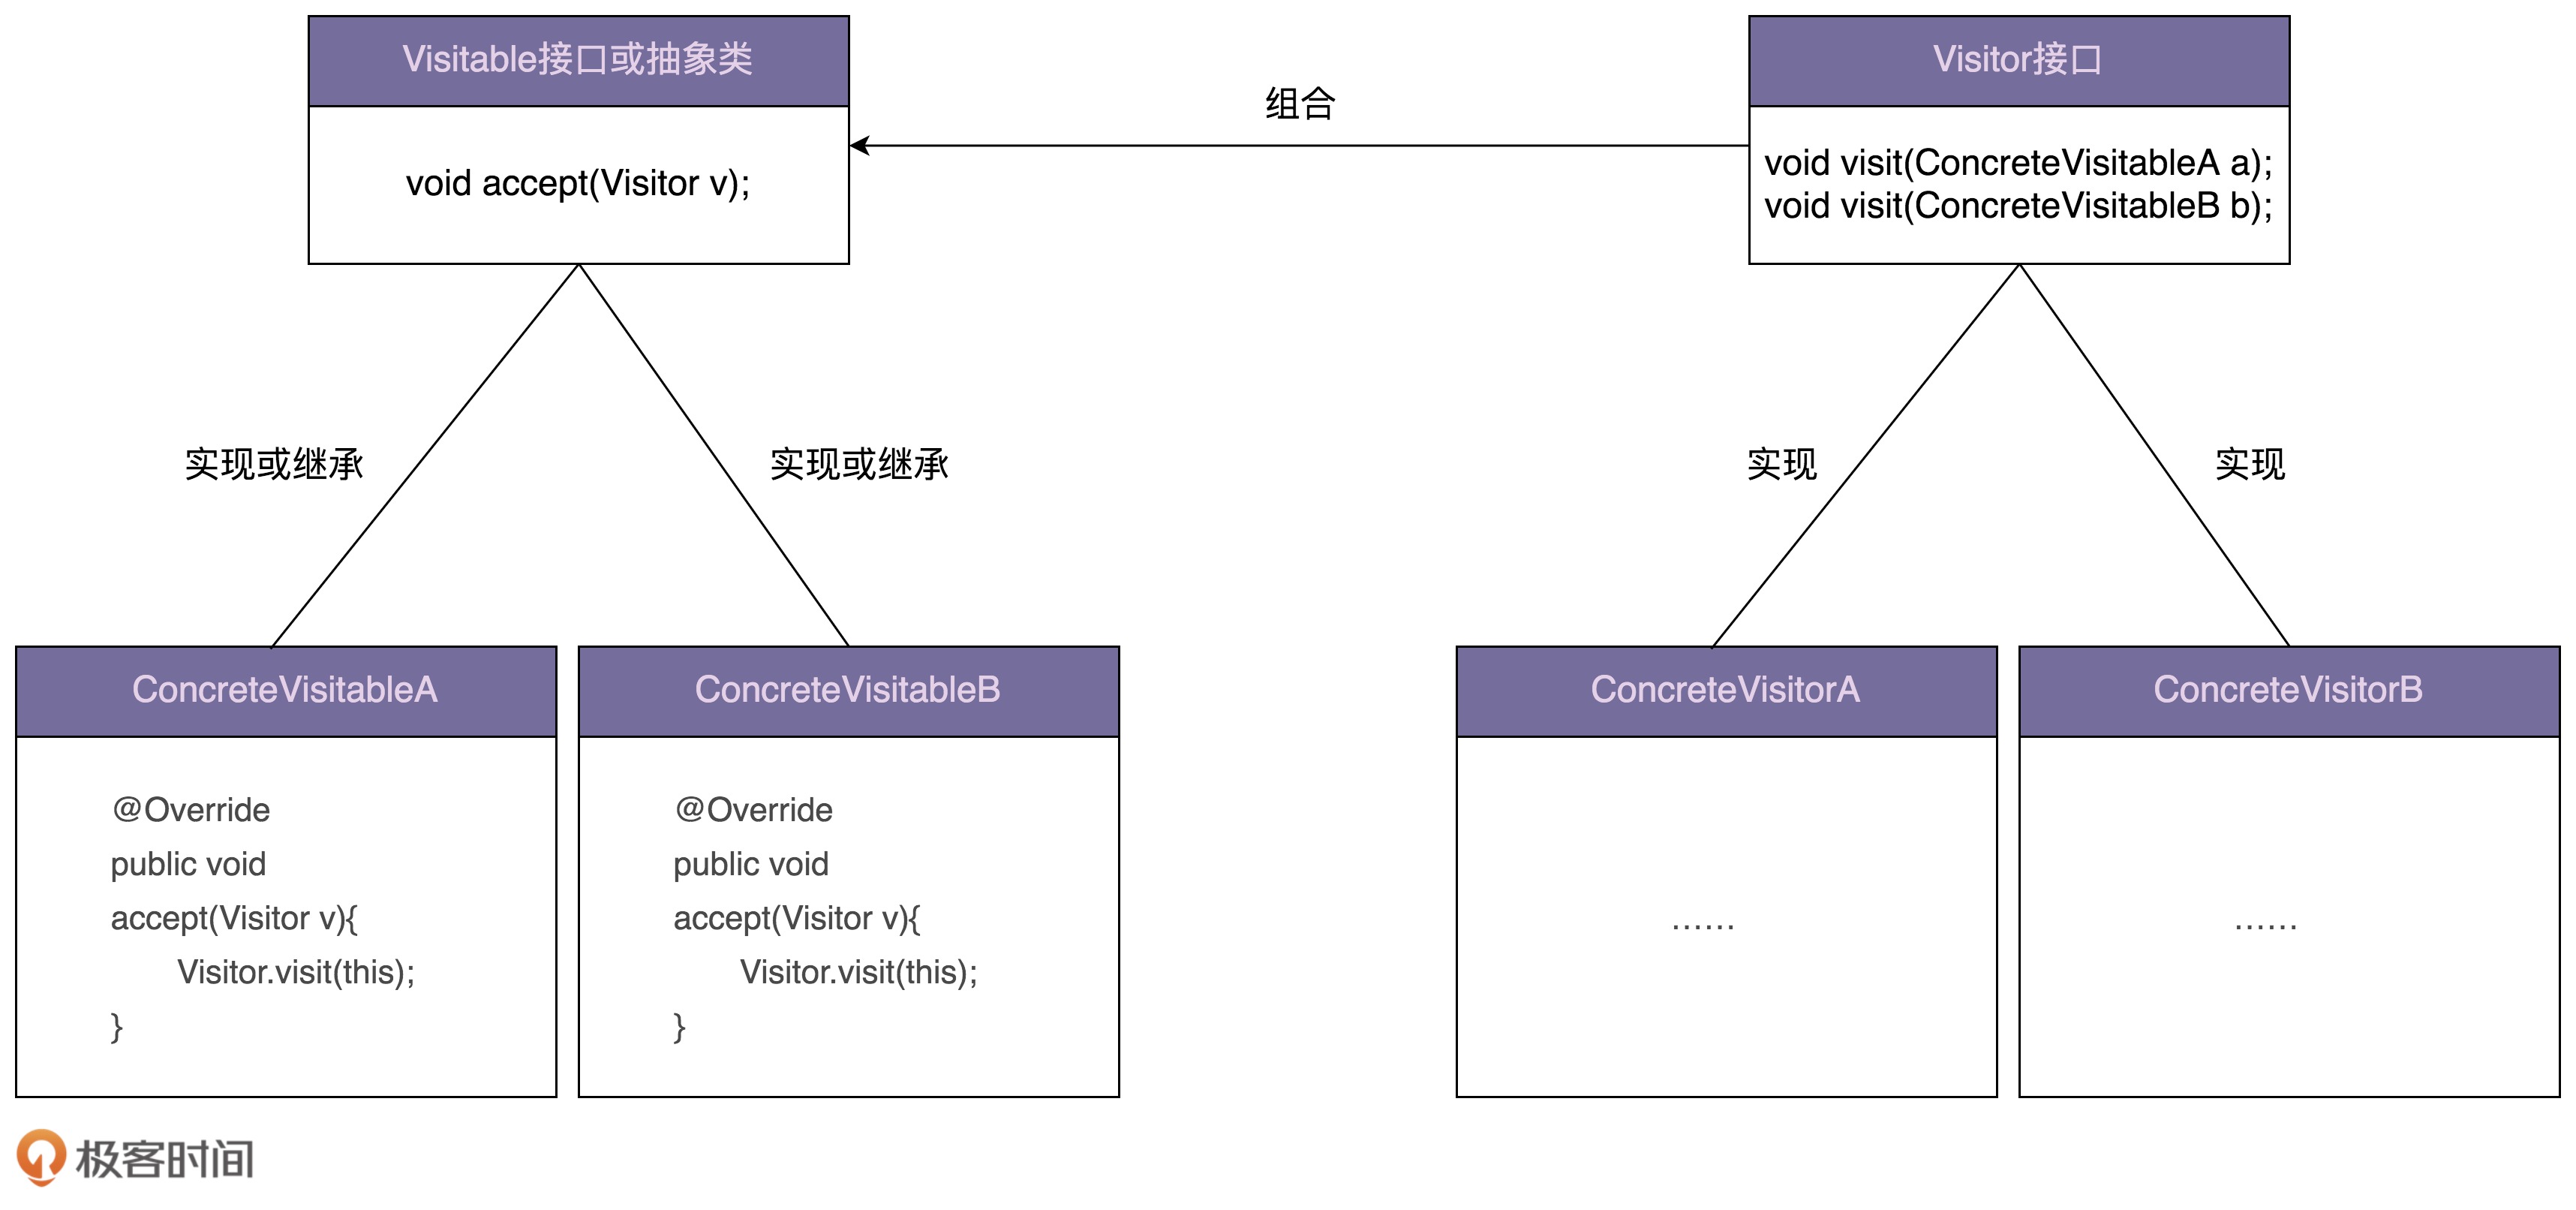 Visitable接口或抽象类
void accept(Visitor v);
组合
Visitor接口
void visit(ConcreteVisitableA a);
void visit(ConcreteVisitableB b);
实现或继承
实现或继承
实现
实现
ConcreteVisitableA
@Override
public void
accept(Visitor v){
Visitor.visit(this);
}
ConcreteVisitableB
@Override
public void
accept(Visitor v){
Visitor.visit(this);
}
ConcreteVisitorA
......
ConcreteVisitorB
......
极客时间